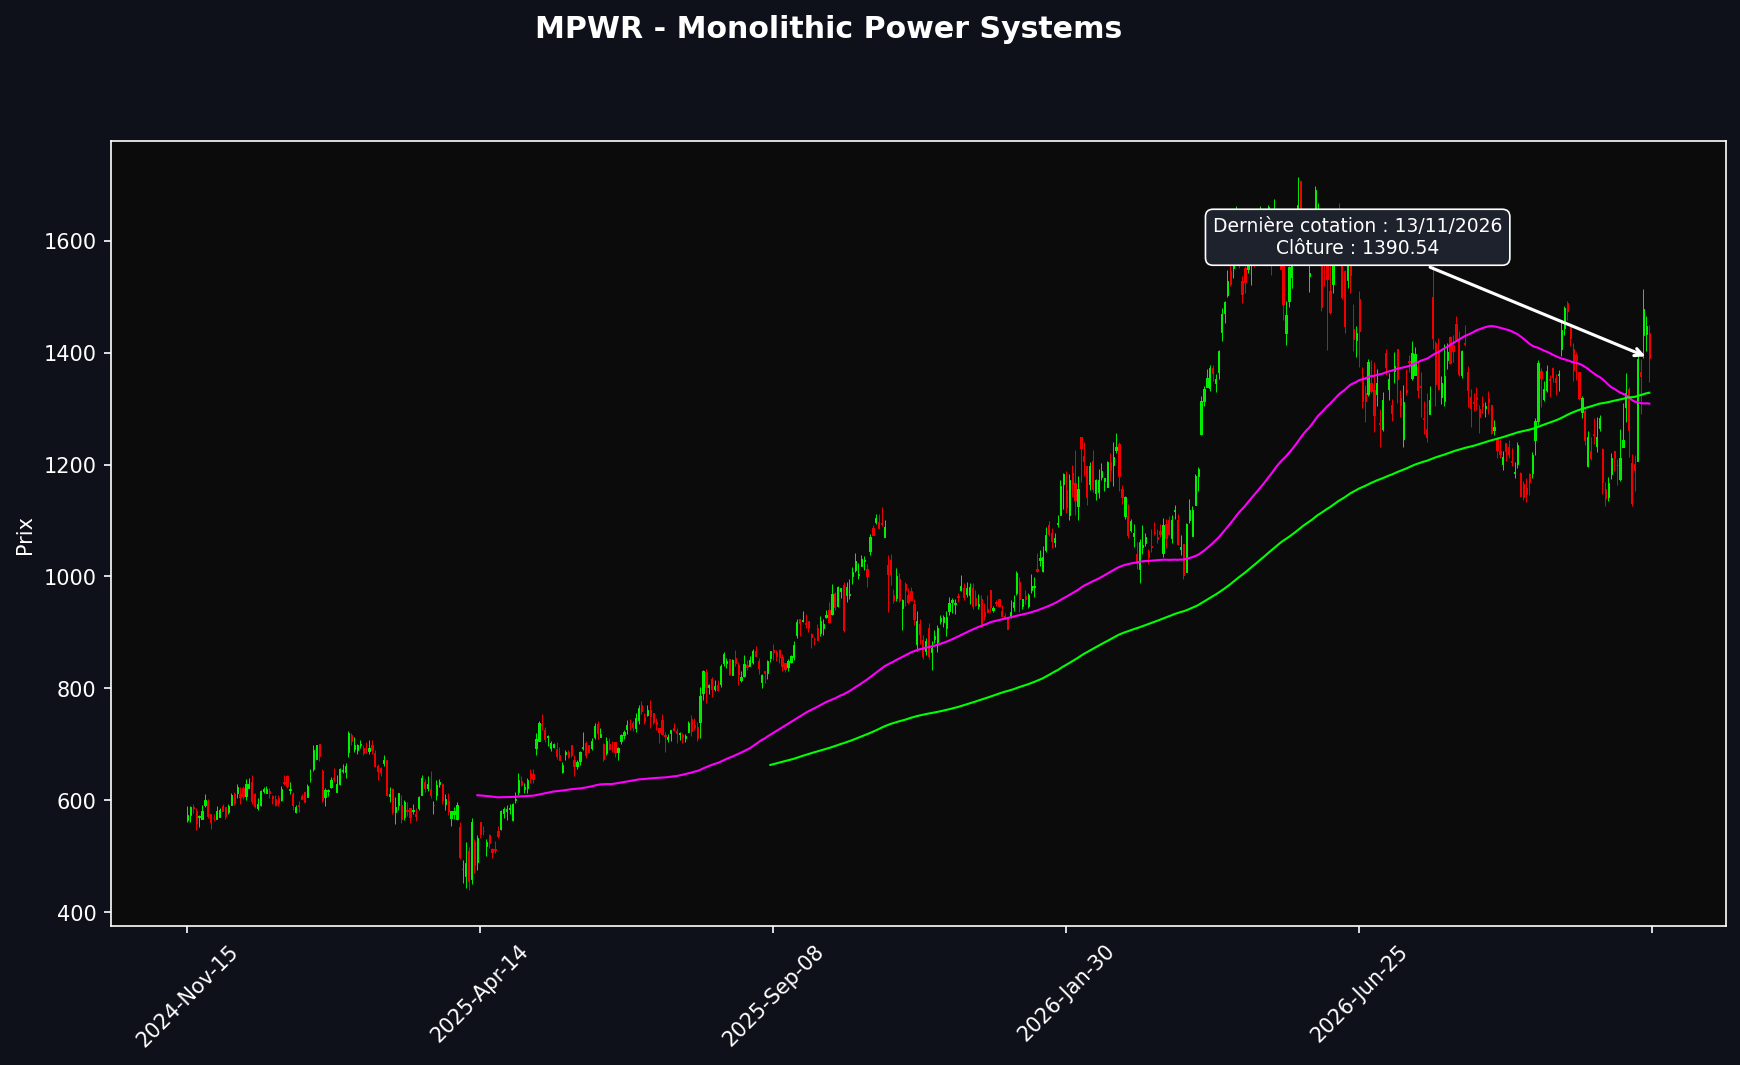 MPWR - Monolithic Power Systems
Dernière cotation : 13/11/2026
Clôture : 1390.54
Prix
1600
1400
1200
1000
800
600
400
2024-Nov-15
2025-Apr-14
2025-Sep-08
2026-Jan-30
2026-Jun-25